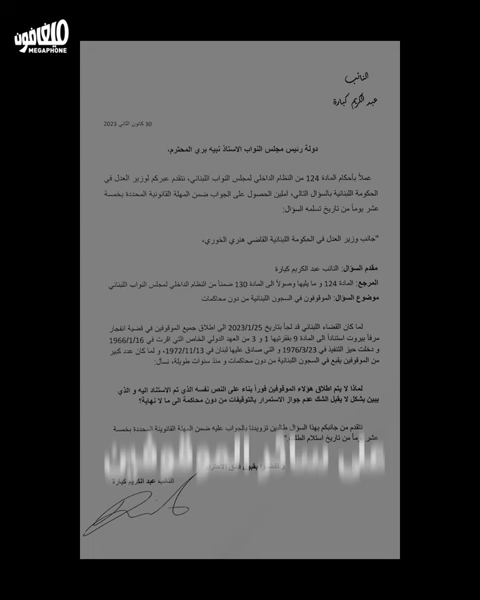 ميغافون
MEGAPHONE
النائب
عبد الكريم كبارة
30 كانون الثاني 2023
دولة رئيس مجلس النواب الاستاذ نبيه بري المحترم،
عملاً بأحكام المادة 124 من النظام الداخلي لمجلس النواب اللبناني، نتقدم عبركم لوزير العدل في
الحكومة اللبنانية بالسؤال التالي، آملين الحصول على الجواب ضمن المهلة القانونية المحددة بخمسة
عشر يوماً من تاريخ تسلمه السؤال:
"جانب وزير العدل في الحكومة اللبنانية القاضي هنري الخوري،
مقدم السؤال: النائب عبد الكريم كبارة
المرجع: المادة 124 و ما يليها وصولاً الى المادة 130 ضمناً من النظام الداخلي لمجلس النواب اللبناني
موضوع السؤال: الموقوفون في السجون اللبنانية من دون محاكمات
لما كان القضاء اللبناني قد لجأ بتاريخ 2023/1/25 الى اطلاق جميع الموقوفين في قضية انفجار
مرفأ بيروت استناداً الى المادة 9 بفقرتيها 1 و 3 من العهد الدولي الخاص التي اقرت في 1966/1/16
و دخلت حيز التنفيذ في 1976/3/23 و التي صادق عليها لبنان في 1972/11/13، و لما كان عدد كبير
من الموقوفين يقبع في السجون اللبنانية من دون محاكمات و منذ سنوات طويلة، نسأل:
لماذا لا يتم اطلاق هؤلاء الموقوفين فوراً بناء على النص نفسه الذي تم الاستناد اليه و الذي
يبين بشكل لا يقبل الشك عدم جواز الاستمرار بالتوقيفات من دون محاكمة الى ما لا نهاية؟
نتقدم من جانبكم بهذا السؤال طالبين تزويدنا بالجواب عليه ضمن المهلة القانونية المحددة بخمسة
عشر يوماً من تاريخ استلام الطلب."
على سائر الموقوفين
بقبول فائق الاحترام
النائب عبد الكريم كبارة